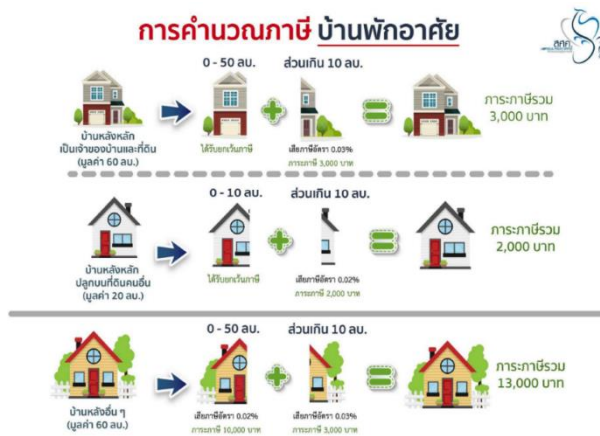 การคำนวณภาษี บ้านพักอาศัย
0 - 50 ลบ. ส่วนเกิน 10 ลบ.
บ้านหลังหลัก
เป็นเจ้าของบ้านและที่ดิน
(มูลค่า 60 ลบ.)
ได้รับยกเว้นภาษี
เสียภาษีอัตรา 0.03%
ภาระภาษี 3,000 บาท
ภาระภาษีรวม
3,000 บาท
0 - 10 ลบ. ส่วนเกิน 10 ลบ.
บ้านหลังหลัก
ปลูกบนที่ดินคนอื่น
(มูลค่า 20 ลบ.)
ได้รับยกเว้นภาษี
เสียภาษีอัตรา 0.02%
ภาระภาษี 2,000 บาท
ภาระภาษีรวม
2,000 บาท
0 - 50 ลบ. ส่วนเกิน 10 ลบ.
บ้านหลังอื่น ๆ
(มูลค่า 60 ลบ.)
เสียภาษีอัตรา 0.02%
ภาระภาษี 10,000 บาท
เสียภาษีอัตรา 0.03%
ภาระภาษี 3,000 บาท
ภาระภาษีรวม
13,000 บาท